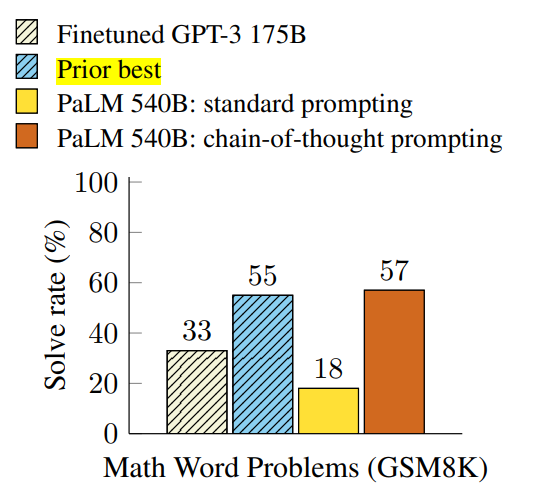 Finetuned GPT-3 175B
Prior best
PaLM 540B: standard prompting
PaLM 540B: chain-of-thought prompting
100
80
60
40
20
0
Solve rate (%)
33
55
18
57
Math Word Problems (GSM8K)